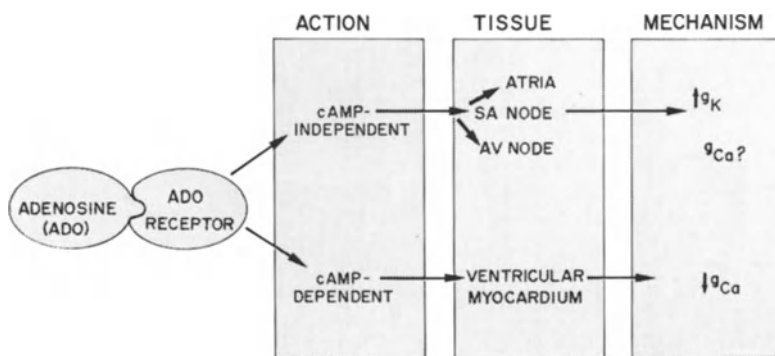 ACTION
TISSUE
MECHANISM
ADENOSINE
(ADO)
ADO
RECEPTOR
cAMP-
INDEPENDENT
ATRIA
SA NODE
AV NODE
↑gK
gCa?
cAMP-
DEPENDENT
VENTRICULAR
MYOCARDIUM
↓gCa